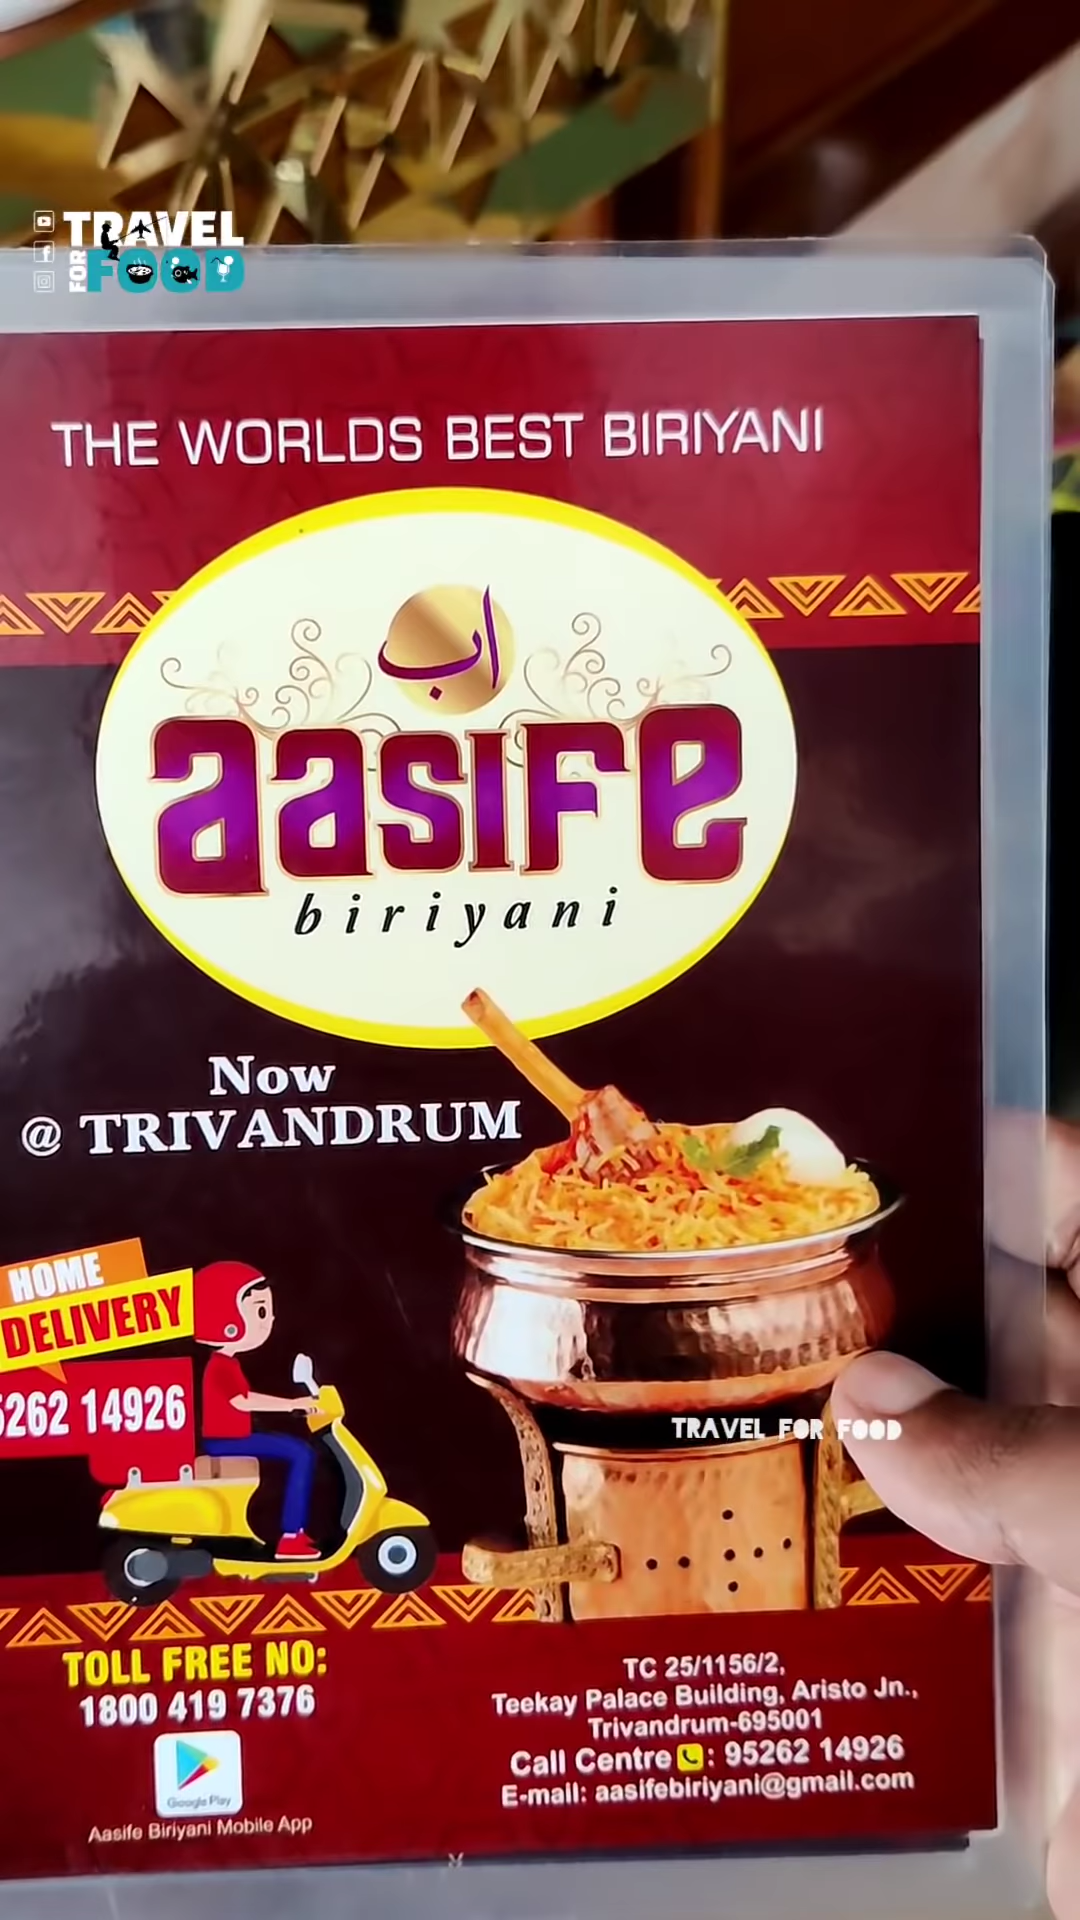 TRAVEL
FOR FOOD
THE WORLDS BEST BIRIYANI
اب
aasife
biriyani
Now
@ TRIVANDRUM
HOME
DELIVERY
5262 14926
TRAVEL FOR FOOD
TOLL FREE NO:
1800 419 7376
Google Play
Aasife Biriyani Mobile App
TC 25/1156/2,
Teekay Palace Building, Aristo Jn.,
Trivandrum-695001
Call Centre : 95262 14926
E-mail: aasifebiriyani@gmail.com